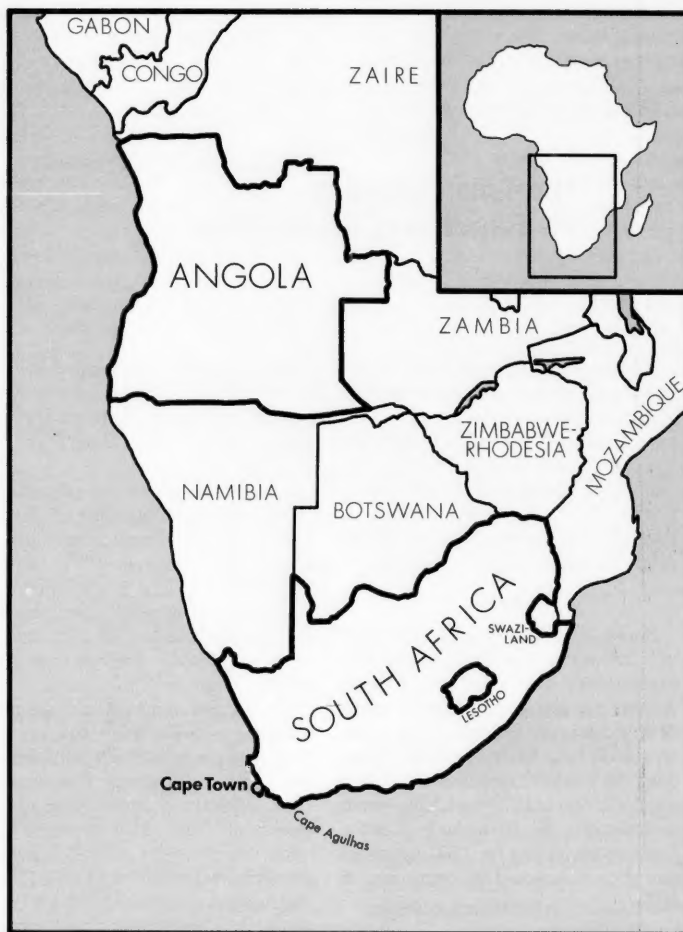 GABON
CONGO
ZAIRE
ANGOLA
ZAMBIA
ZIMBABWE-
RHODESIA
MOZAMBIQUE
NAMIBIA
BOTSWANA
SOUTH AFRICA
SWAZI-
LAND
LESOTHO
Cape Town
Cape Agulhas